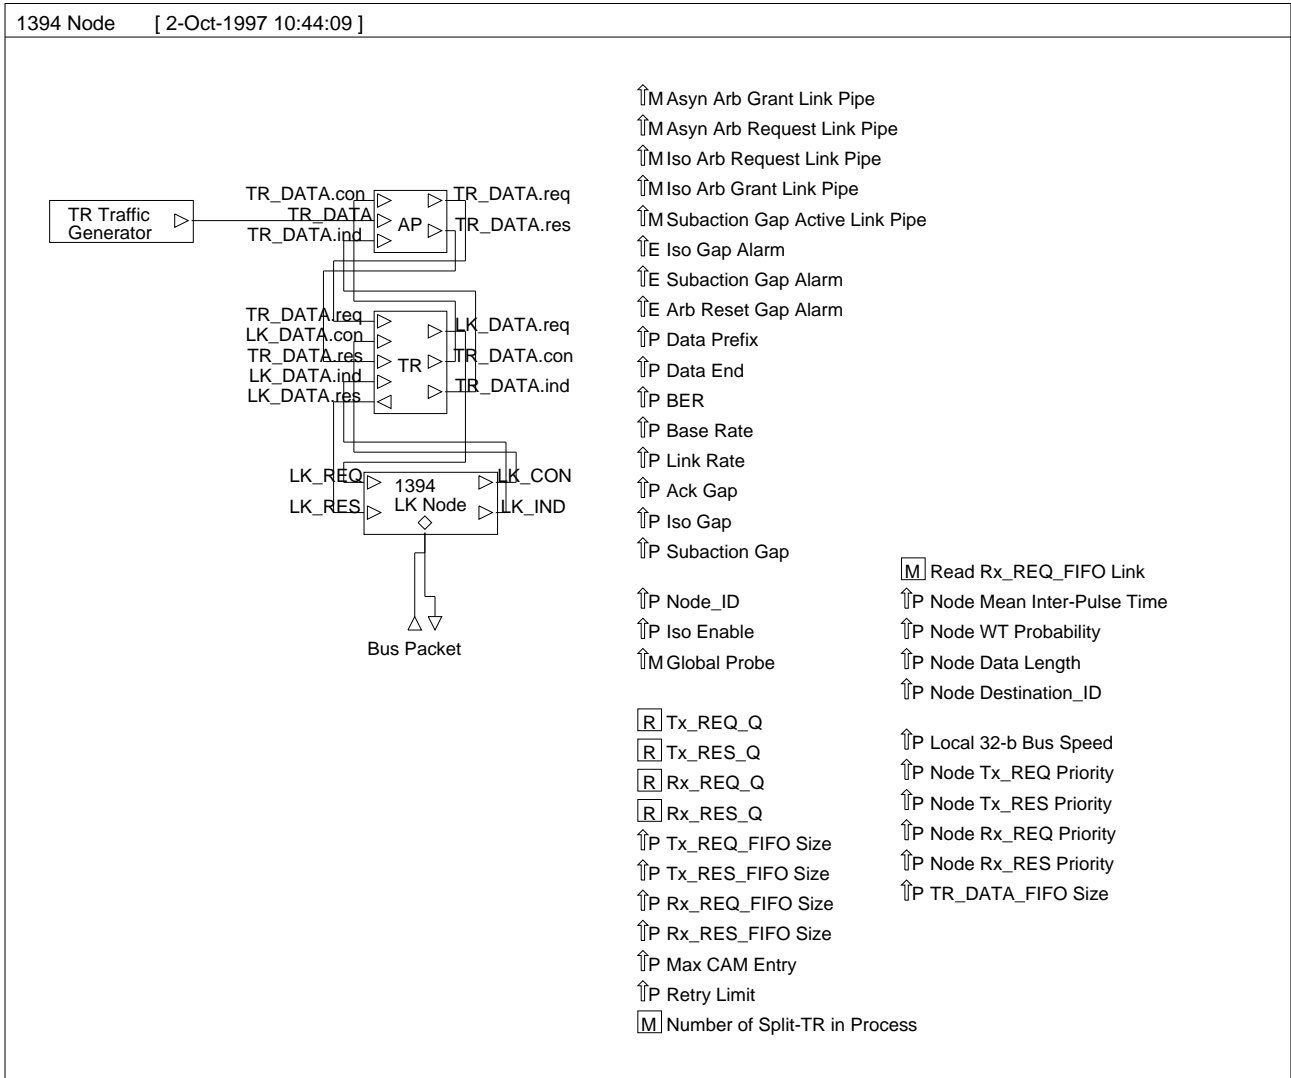 1394 Node [ 2-Oct-1997 10:44:09 ]
TR Traffic
Generator
TR_DATA.con
TR_DATA
TR_DATA.ind
AP
TR_DATA.req
TR_DATA.res
TR_DATA.req
LK_DATA.con
TR_DATA.res
LK_DATA.ind
LK_DATA.res
TR
LK_DATA.req
TR_DATA.con
TR_DATA.ind
LK_REQ
LK_RES
1394
LK Node
LK_CON
LK_IND
Bus Packet
⇑M Asyn Arb Grant Link Pipe
⇑M Asyn Arb Request Link Pipe
⇑M Iso Arb Request Link Pipe
⇑M Iso Arb Grant Link Pipe
⇑M Subaction Gap Active Link Pipe
⇑E Iso Gap Alarm
⇑E Subaction Gap Alarm
⇑E Arb Reset Gap Alarm
⇑P Data Prefix
⇑P Data End
⇑P BER
⇑P Base Rate
⇑P Link Rate
⇑P Ack Gap
⇑P Iso Gap
⇑P Subaction Gap
⇑P Node_ID
⇑P Iso Enable
⇑M Global Probe
R Tx_REQ_Q
R Tx_RES_Q
R Rx_REQ_Q
R Rx_RES_Q
⇑P Tx_REQ_FIFO Size
⇑P Tx_RES_FIFO Size
⇑P Rx_REQ_FIFO Size
⇑P Rx_RES_FIFO Size
⇑P Max CAM Entry
⇑P Retry Limit
M Number of Split-TR in Process
M Read Rx_REQ_FIFO Link
⇑P Node Mean Inter-Pulse Time
⇑P Node WT Probability
⇑P Node Data Length
⇑P Node Destination_ID
⇑P Local 32-b Bus Speed
⇑P Node Tx_REQ Priority
⇑P Node Tx_RES Priority
⇑P Node Rx_REQ Priority
⇑P Node Rx_RES Priority
⇑P TR_DATA_FIFO Size